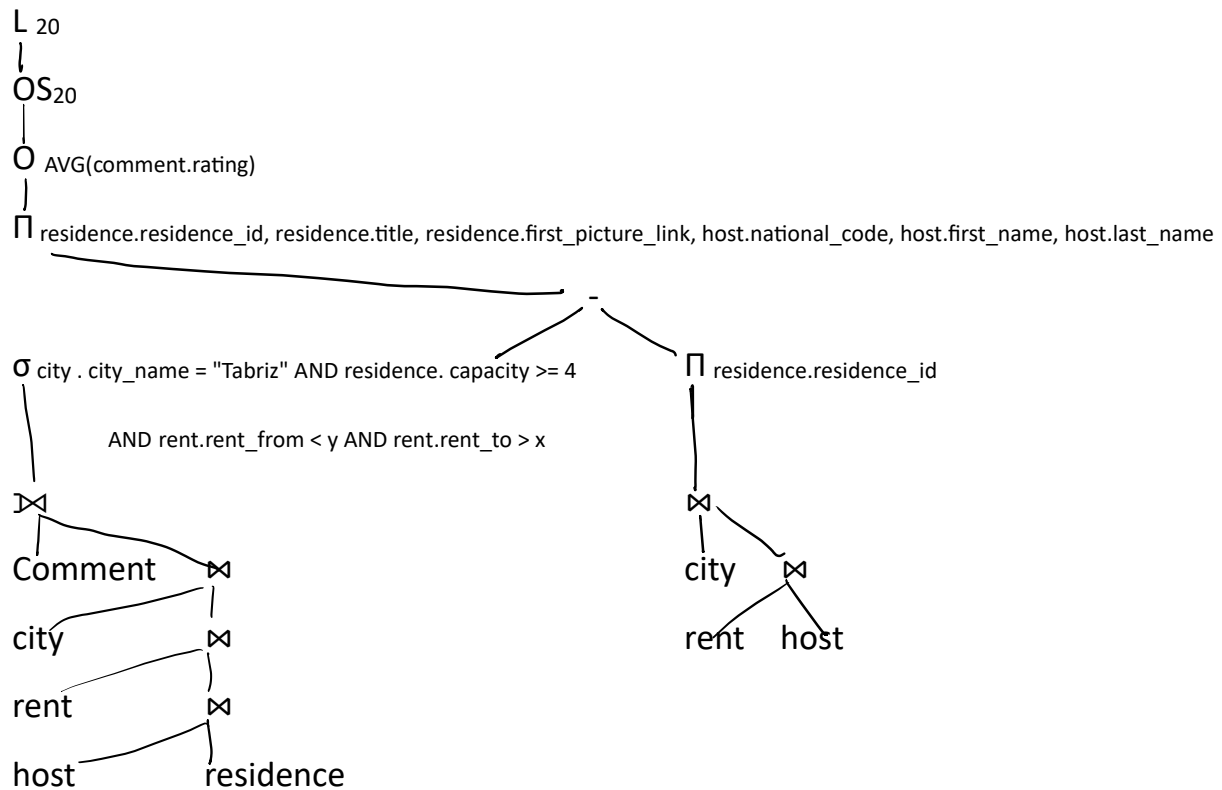 L 20
OS20
O AVG(comment.rating)
Π residence.residence_id, residence.title, residence.first_picture_link, host.national_code, host.first_name, host.last_name
-
σ city . city_name = "Tabriz" AND residence. capacity >= 4
Π residence.residence_id
AND rent.rent_from < y AND rent.rent_to > x
⟕ ⋈
Comment ⋈ city ⋈
city ⋈ rent host
rent ⋈
host residence